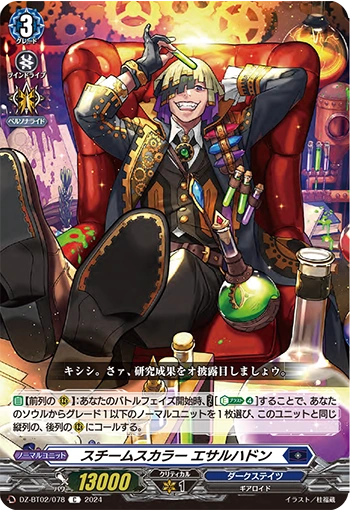 3
グレード
ツインドライブ
ペルソナライド
キシシ。さァ、研究成果をオ披露目しましょウ。
【前列の】:あなたのバトルフェイズ開始時、【ブラスト4】することで、あなた
のソウルからグレード1以下のノーマルユニットを1枚選び、このユニットと同じ
縦列の、後列のにコールする。
ノーマルユニット
スチームスカラー エサルハドン
パワー
13000
クリティカル
1
ダークステイツ
ギアロイド
DZ-BT02/078 C 2024
イラスト/桂福蔵